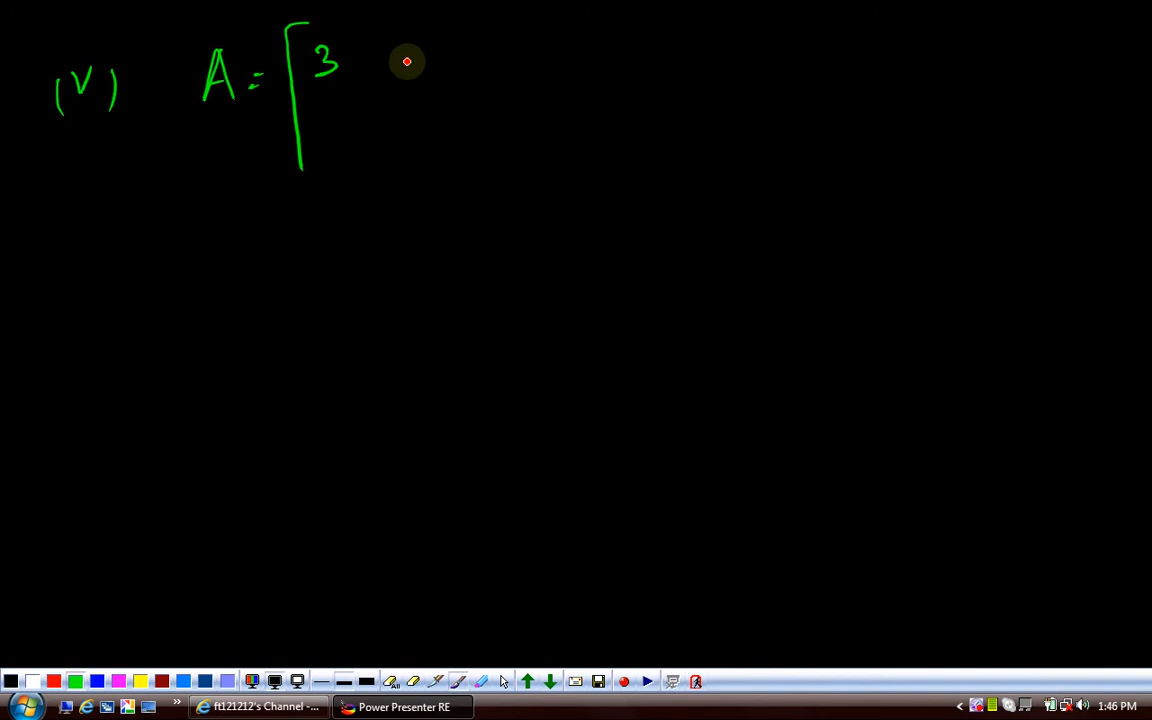 (V) A = [ 3
ft121212's Channel -... Power Presenter RE 1:46 PM